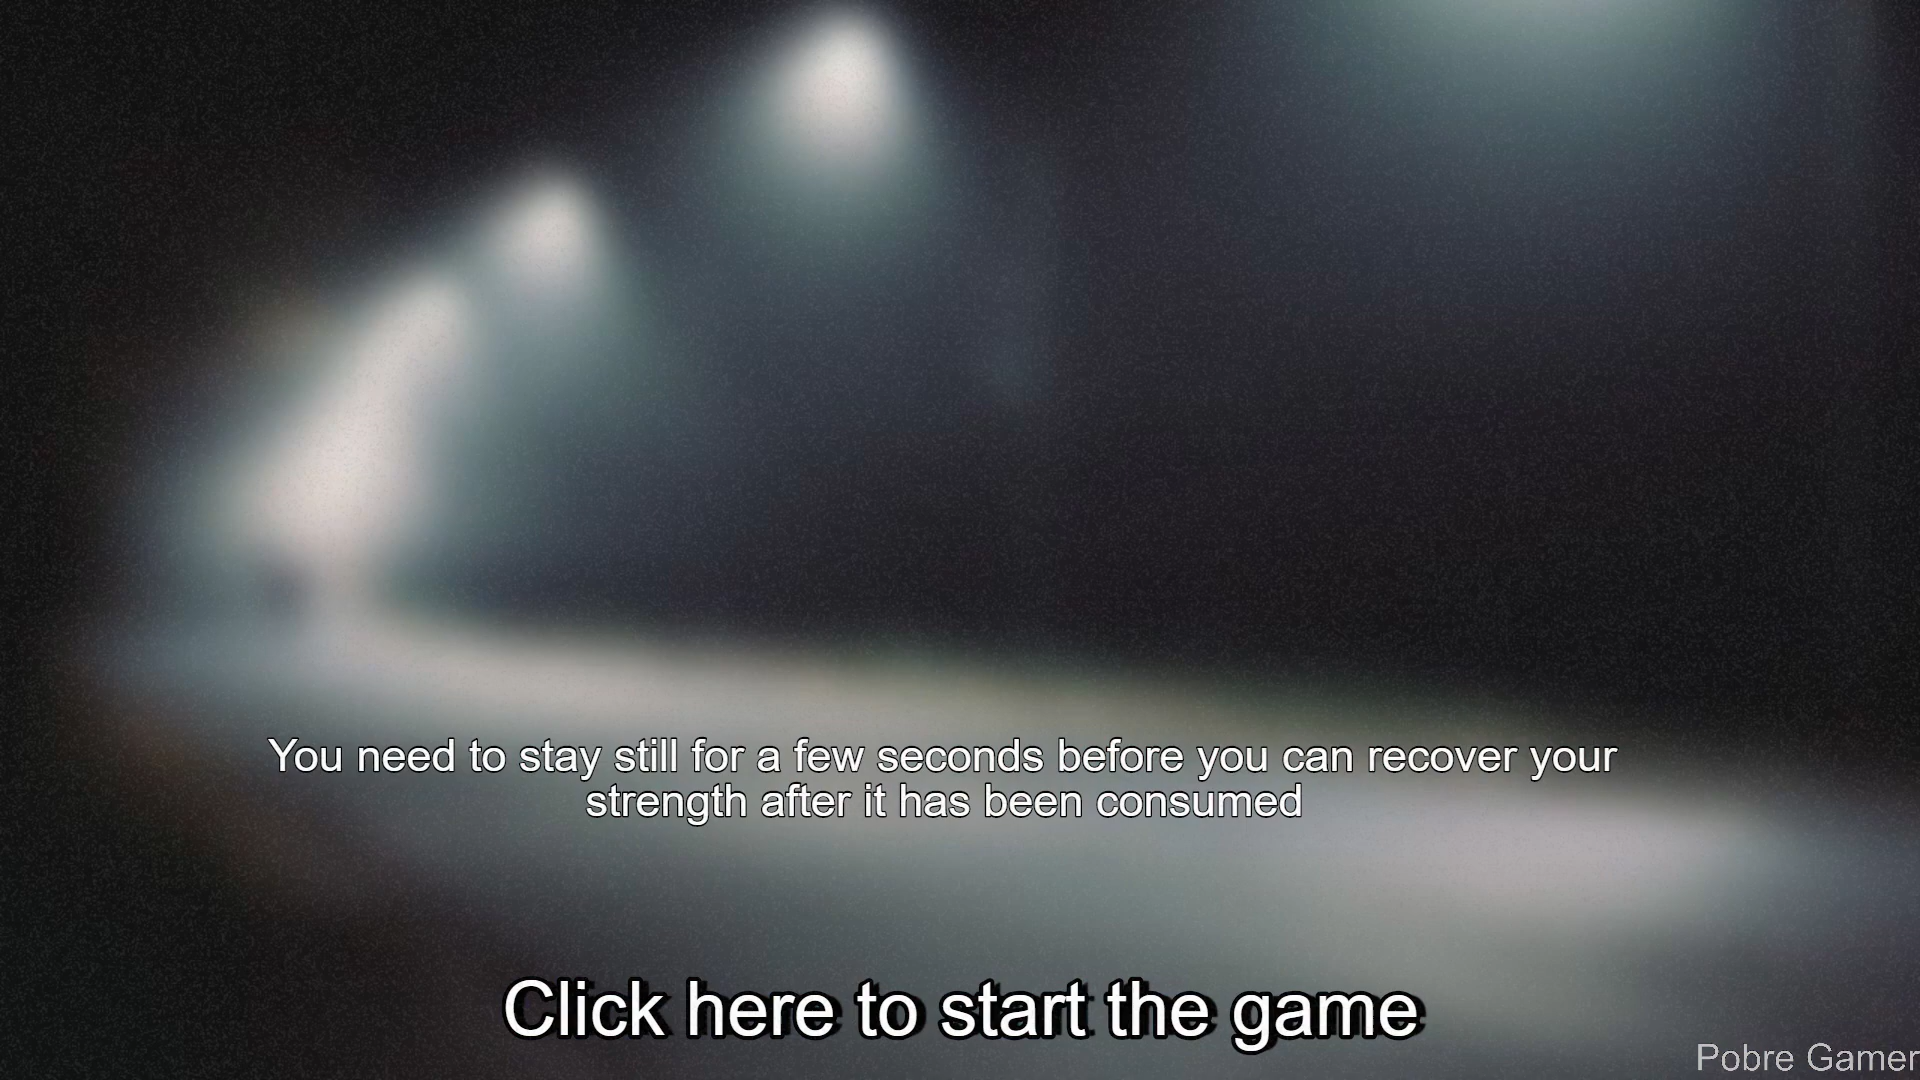 You need to stay still for a few seconds before you can recover your
strength after it has been consumed
Click here to start the game
Pobre Gamer